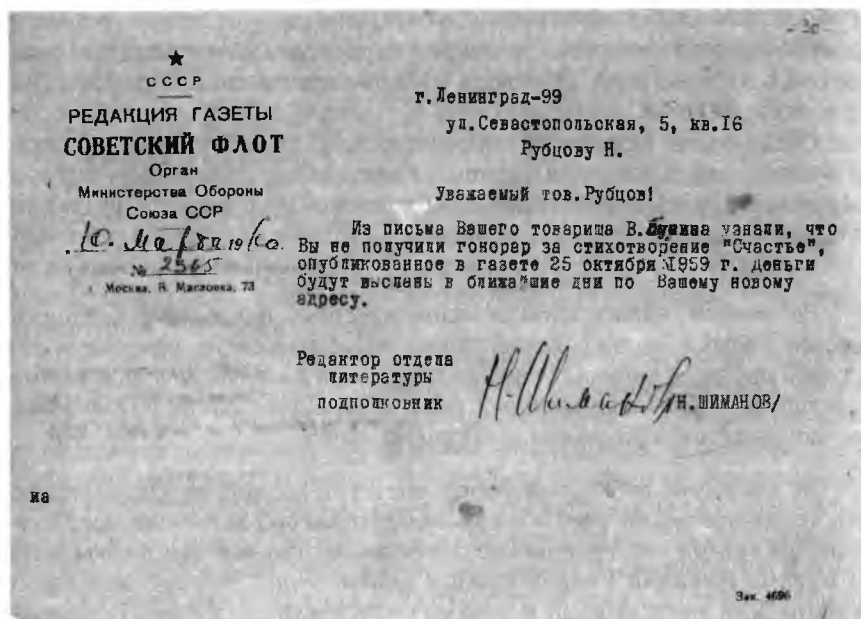 - 30 -
СССР
РЕДАКЦИЯ ГАЗЕТЫ
СОВЕТСКИЙ ФЛОТ
Орган
Министерства Обороны
Союза ССР
10. Марта 1960.
№ 2565
Москва, В. Масловка, 73
г.Ленинград-99
ул.Севастопольская, 5, кв.16
Рубцову Н.
Уважаемый тов.Рубцов!
Из письма Вашего товарища В. узнали, что
Вы не получили гонорар за стихотворение "Счастье",
опубликованное в газете 25 октября 1959 г. Деньги
будут высланы в ближайшие дни по Вашему новому
адресу.
Редактор отдела
литературы
подполковник
Н. Шиманов /Н.ШИМАНОВ/
иа
Зак. 4696